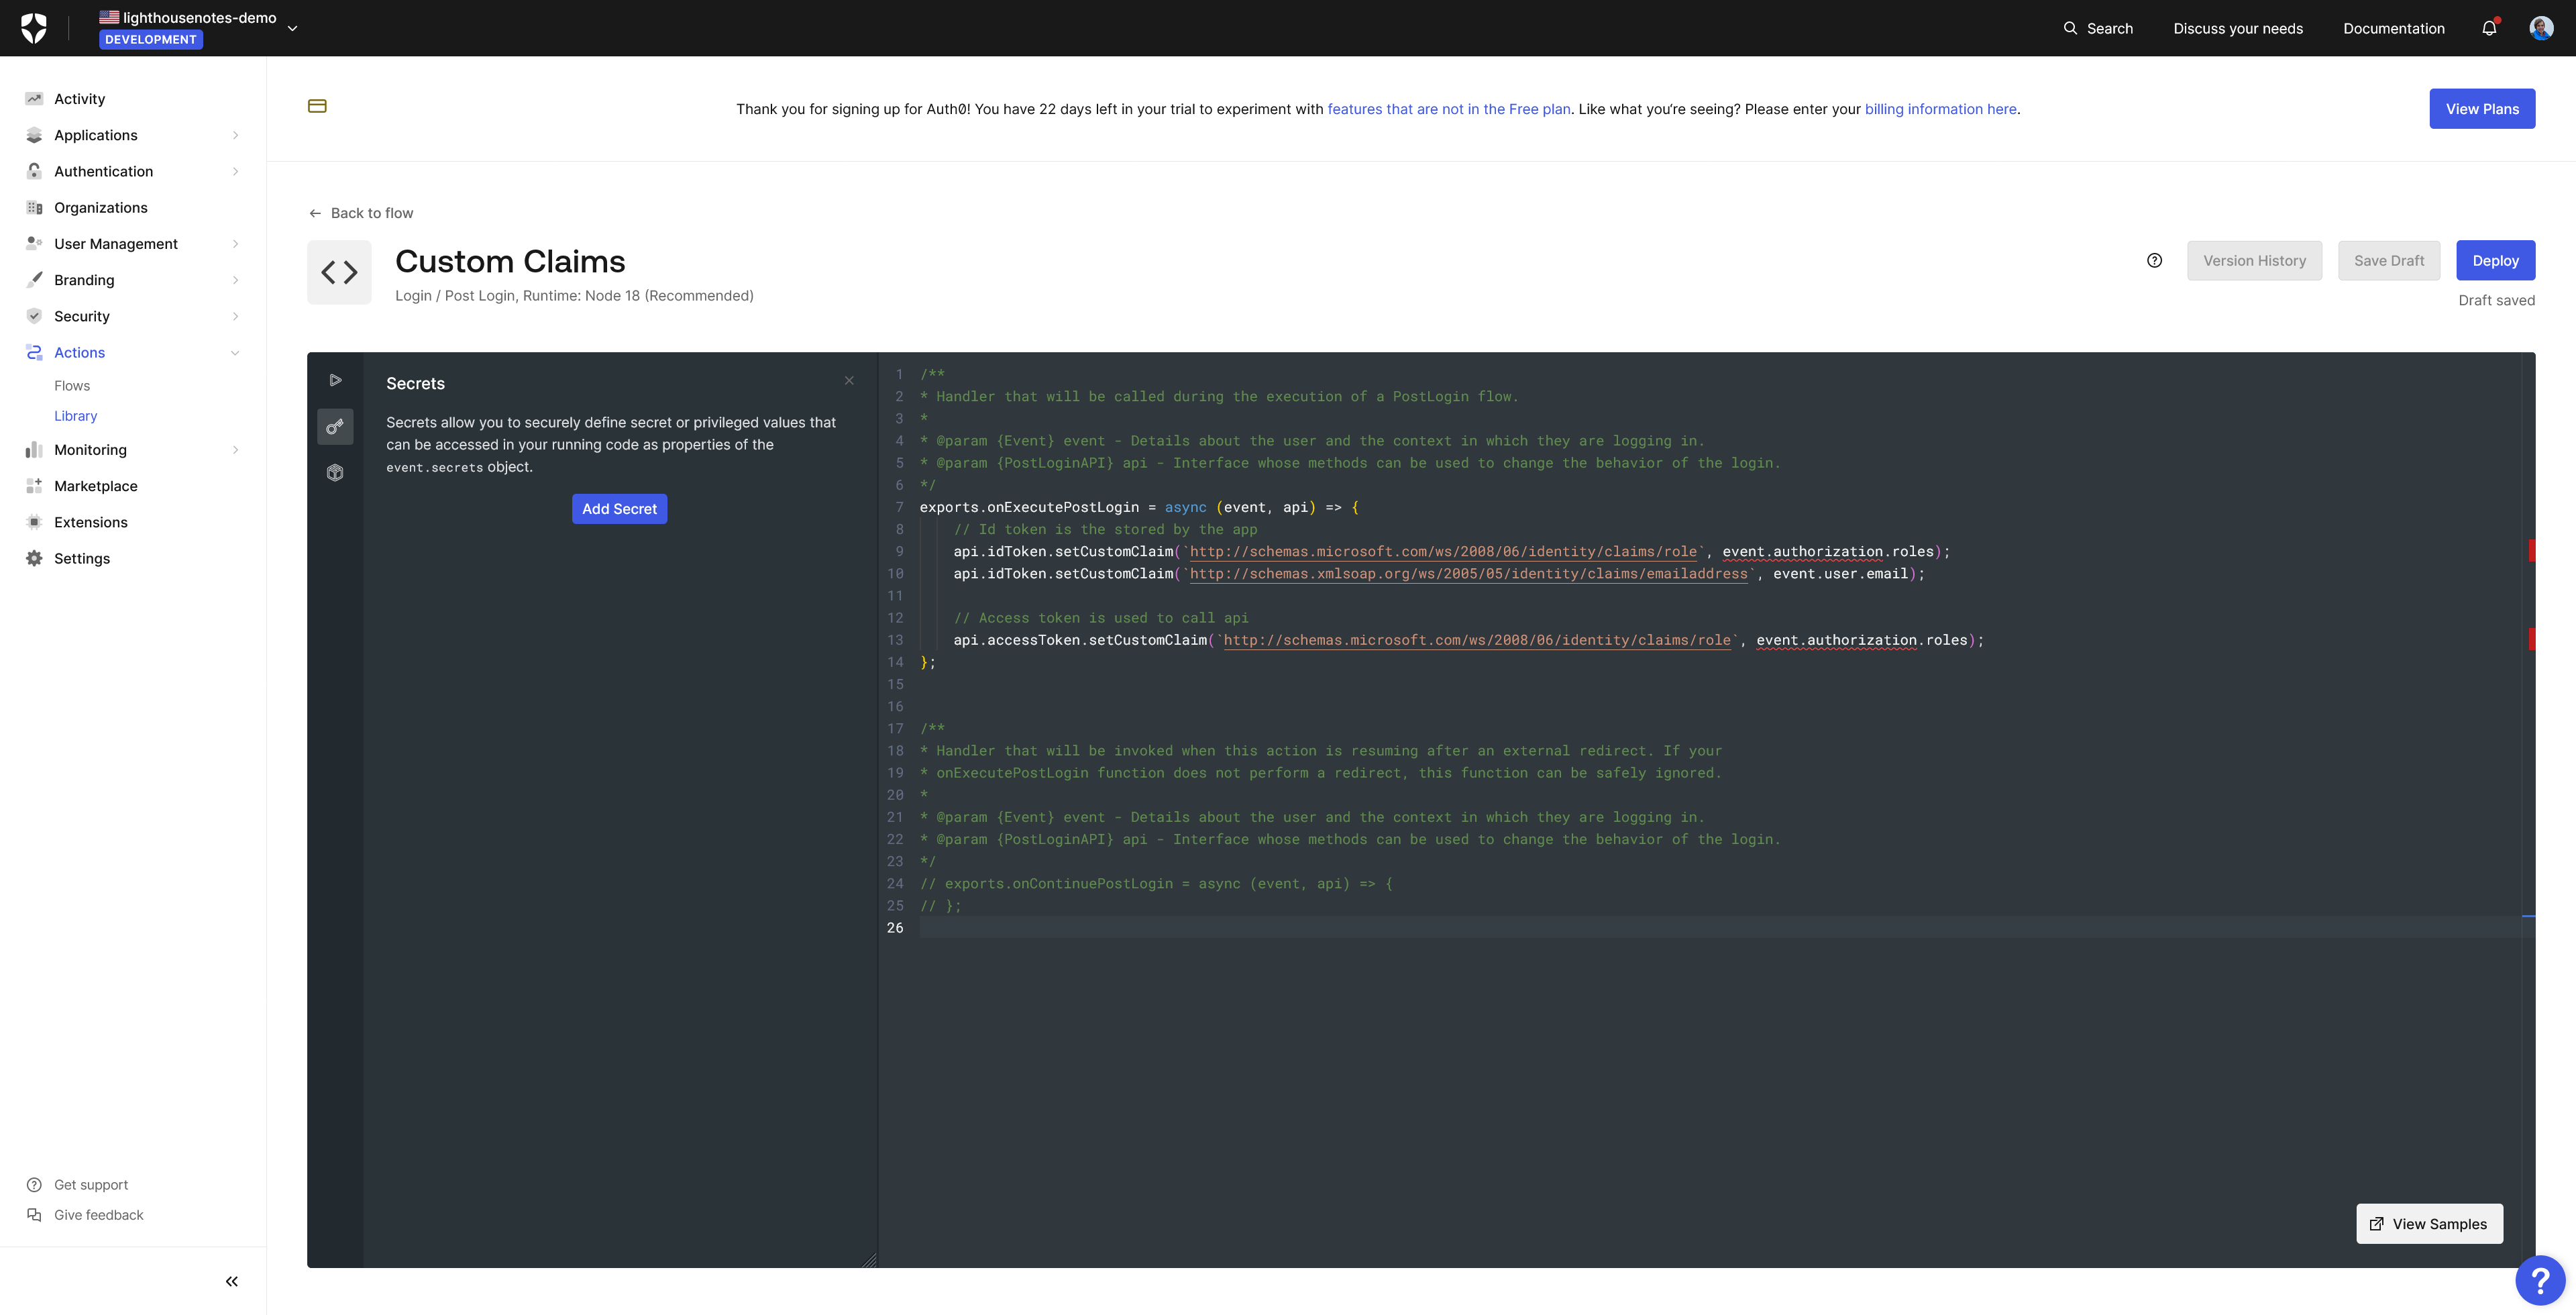 lighthousenotes-demo
DEVELOPMENT
Search
Discuss your needs
Documentation
Activity
Applications
Authentication
Organizations
User Management
Branding
Security
Actions
Flows
Library
Monitoring
Marketplace
Extensions
Settings
Get support
Give feedback
Thank you for signing up for Auth0! You have 22 days left in your trial to experiment with features that are not in the Free plan. Like what you're seeing? Please enter your billing information here.
View Plans
Back to flow
Custom Claims
Login / Post Login, Runtime: Node 18 (Recommended)
Version History
Save Draft
Deploy
Draft saved
Secrets
Secrets allow you to securely define secret or privileged values that
can be accessed in your running code as properties of the
event.secrets object.
Add Secret
1 /**
2 * Handler that will be called during the execution of a PostLogin flow.
3 *
4 * @param {Event} event - Details about the user and the context in which they are logging in.
5 * @param {PostLoginAPI} api - Interface whose methods can be used to change the behavior of the login.
6 */
7 exports.onExecutePostLogin = async (event, api) => {
8 // Id token is the stored by the app
9 api.idToken.setCustomClaim(`http://schemas.microsoft.com/ws/2008/06/identity/claims/role`, event.authorization.roles);
10 api.idToken.setCustomClaim(`http://schemas.xmlsoap.org/ws/2005/05/identity/claims/emailaddress`, event.user.email);
11
12 // Access token is used to call api
13 api.accessToken.setCustomClaim(`http://schemas.microsoft.com/ws/2008/06/identity/claims/role`, event.authorization.roles);
14 };
15
16
17 /**
18 * Handler that will be invoked when this action is resuming after an external redirect. If your
19 * onExecutePostLogin function does not perform a redirect, this function can be safely ignored.
20 *
21 * @param {Event} event - Details about the user and the context in which they are logging in.
22 * @param {PostLoginAPI} api - Interface whose methods can be used to change the behavior of the login.
23 */
24 // exports.onContinuePostLogin = async (event, api) => {
25 // };
26
View Samples
?